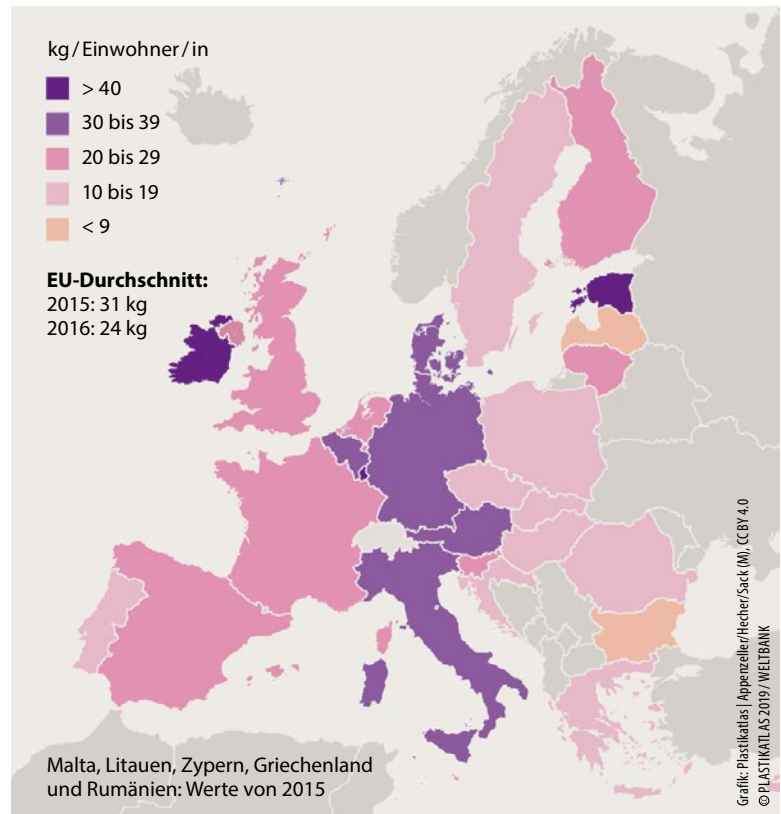 kg / Einwohner / in
> 40
30 bis 39
20 bis 29
10 bis 19
< 9
EU-Durchschnitt:
2015: 31 kg
2016: 24 kg
Malta, Litauen, Zypern, Griechenland
und Rumänien: Werte von 2015
Grafik: Plastikatlas | Appenzeller/Hecher/Sack (M), CC BY 4.0
© PLASTIKATLAS 2019 / WELTBANK